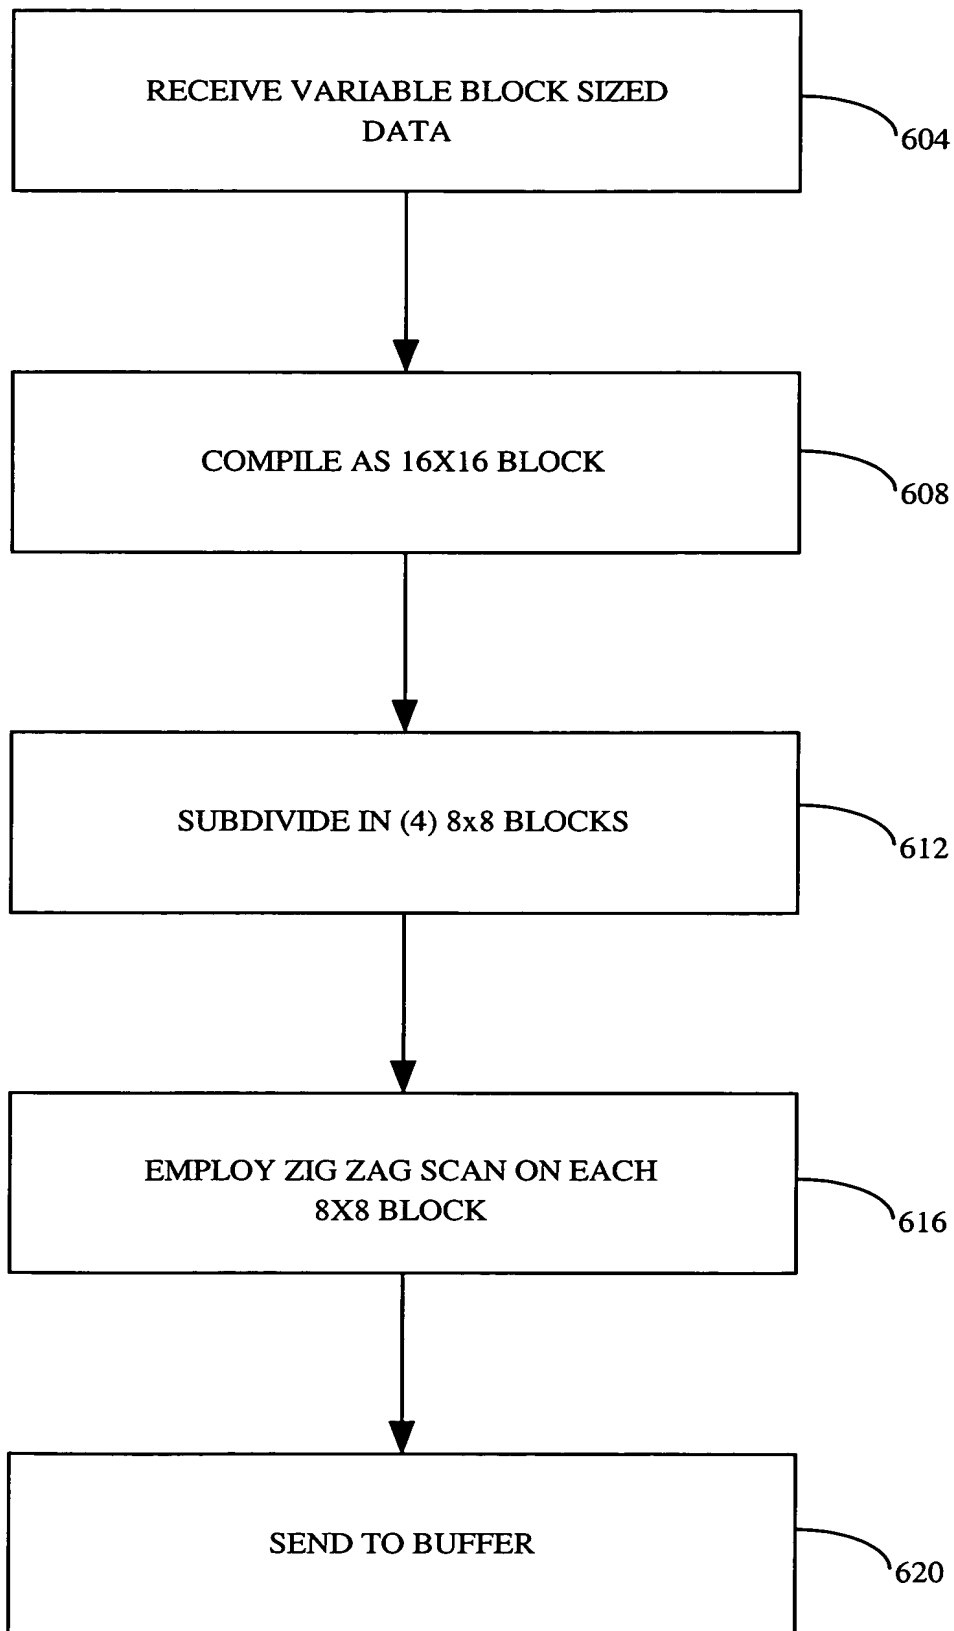 RECEIVE VARIABLE BLOCK SIZED
DATA
604
COMPILE AS 16X16 BLOCK
608
SUBDIVIDE IN (4) 8x8 BLOCKS
612
EMPLOY ZIG ZAG SCAN ON EACH
8X8 BLOCK
616
SEND TO BUFFER
620